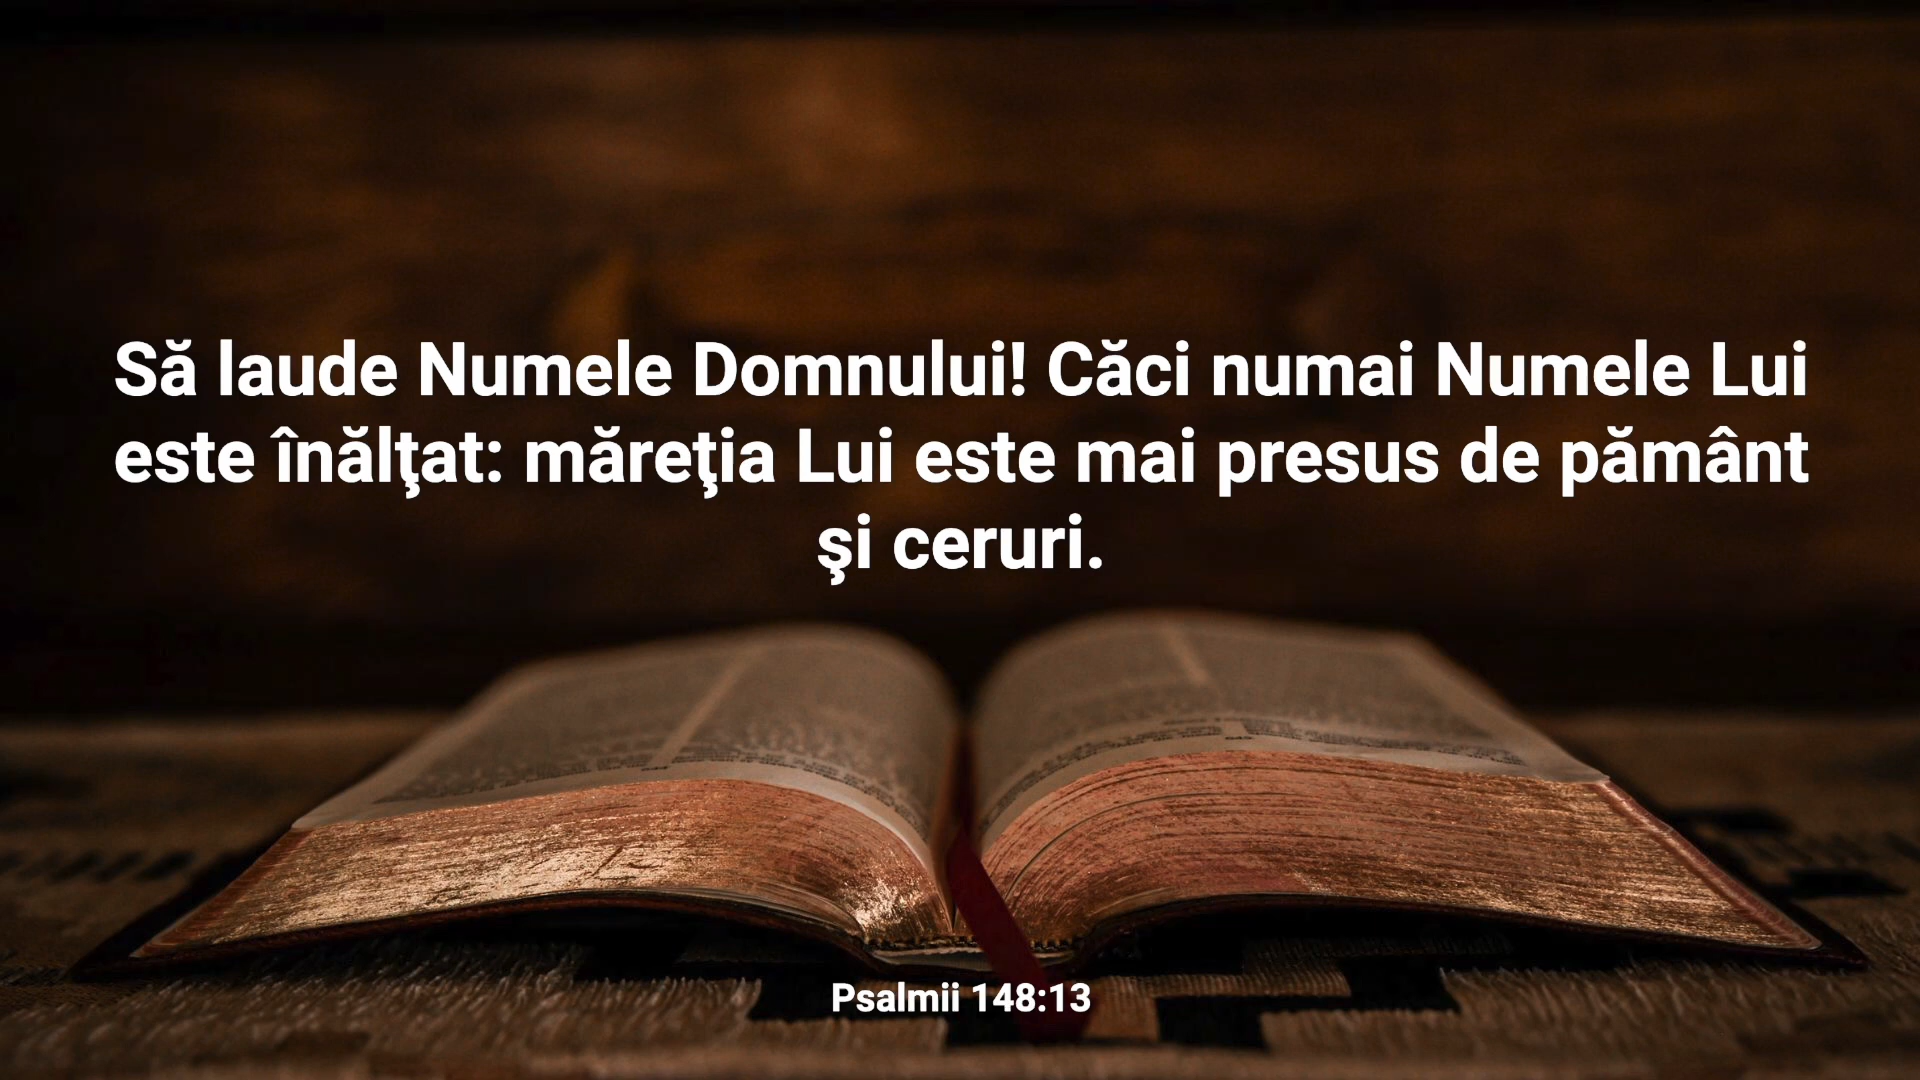 Să laude Numele Domnului! Căci numai Numele Lui
este înălţat: măreţia Lui este mai presus de pământ
şi ceruri.
Psalmii 148:13